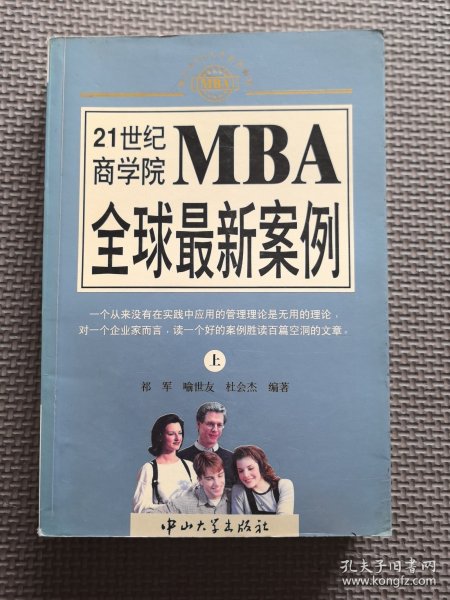 MBA
21世纪
商学院
MBA
全球最新案例
一个从来没有在实践中应用的管理理论是无用的理论，
对一个企业家而言，读一个好的案例胜读百篇空洞的文章。
上
祁军 喻世友 杜会杰 编著
中山大学出版社
孔夫子旧书网
www.kongfz.com